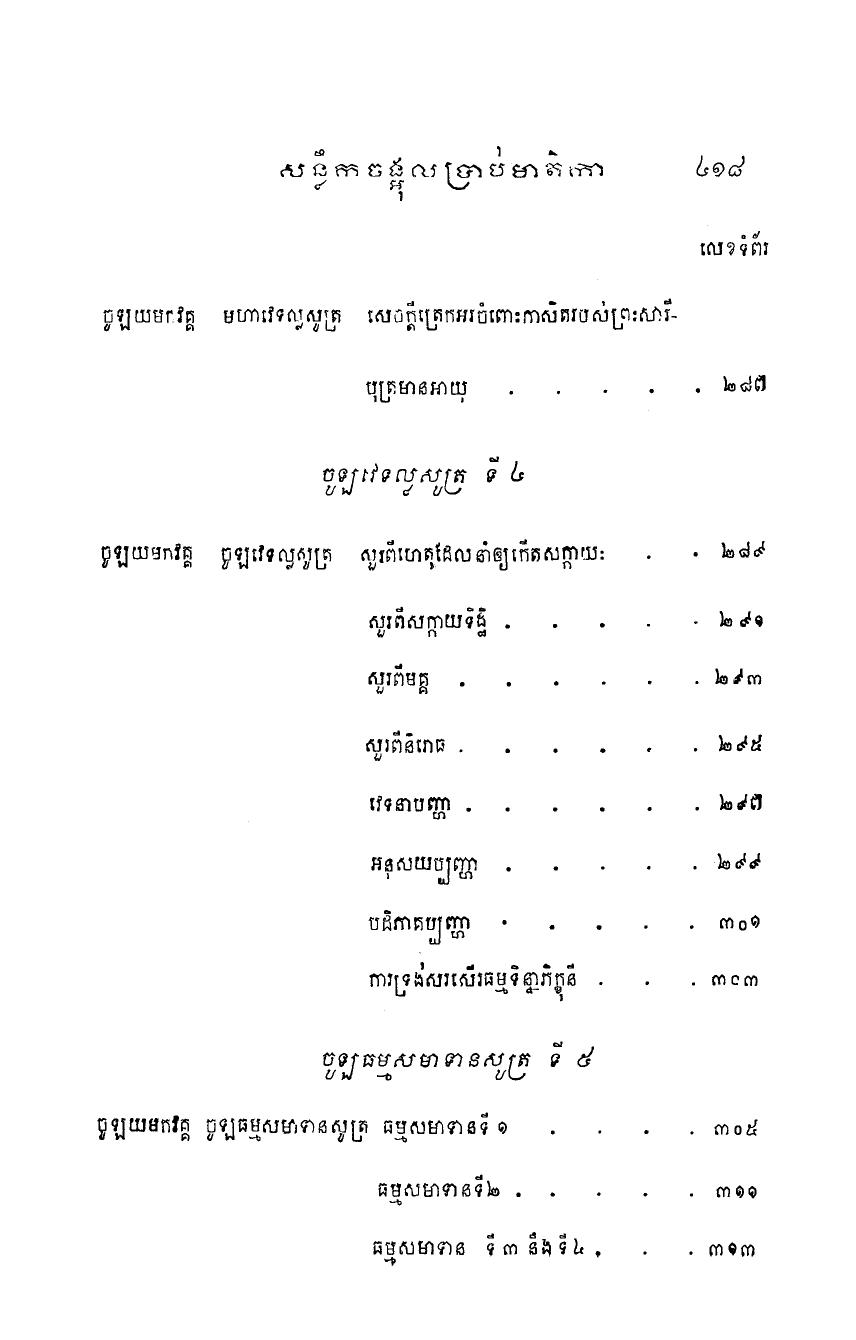 សន្លឹកចង្អុលប្រាប់មាតិកា ៤១៨
លេខទំព័រ
ចូឡយមកវគ្គ មហាវេទល្លសូត្រ សេចក្តីត្រេកអរចំពោះភាសិតរបស់ព្រះសារី-
បុត្រមានអាយុ . . . . . ២៨៧
ចូឡវេទល្លសូត្រ ទី ៤
ចូឡយមកវគ្គ ចូឡវេទល្លសូត្រ សួរពីហេតុដែលនាំឲ្យកើតសក្កាយៈ . . ២៨៩
សួរពីសក្កាយទិដ្ឋិ . . . . . ២៩១
សួរពីមគ្គ . . . . . . ២៩៣
សួរពីនិរោធ . . . . . . ២៩៥
វេទនាបញ្ហា . . . . . . ២៩៧
អនុសយប្បញ្ហា . . . . . ២៩៩
បដិភាគប្បញ្ហា . . . . . ៣០១
ការទ្រង់សរសើរធម្មទិន្នាភិក្ខុនី . . . ៣០៣
ចូឡធម្មសមាទានសូត្រ ទី ៥
ចូឡយមកវគ្គ ចូឡធម្មសមាទានសូត្រ ធម្មសមាទានទី ១ . . . . ៣០៥
ធម្មសមាទានទី២ . . . . . ៣១១
ធម្មសមាទាន ទី ៣ នឹង ទី ៤ . . . ៣១៣